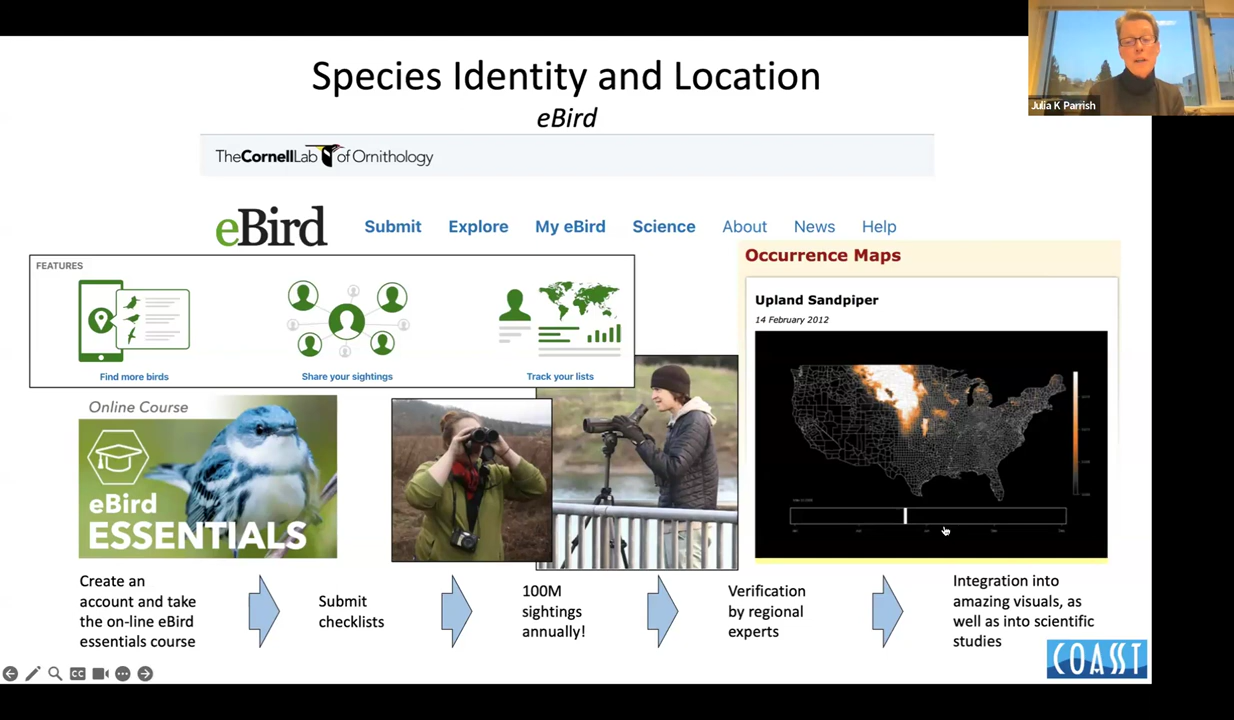 Julia K Parrish
Species Identity and Location
eBird
TheCornellLab of Ornithology
eBird
Submit Explore My eBird Science About News Help
FEATURES
Find more birds
Share your sightings
Track your lists
Occurrence Maps
Upland Sandpiper
14 February 2012
Online Course
eBird
ESSENTIALS
Create an
account and take
the on-line eBird
essentials course
Submit
checklists
100M
sightings
annually!
Verification
by regional
experts
Integration into
amazing visuals, as
well as into scientific
studies
COASST
CC